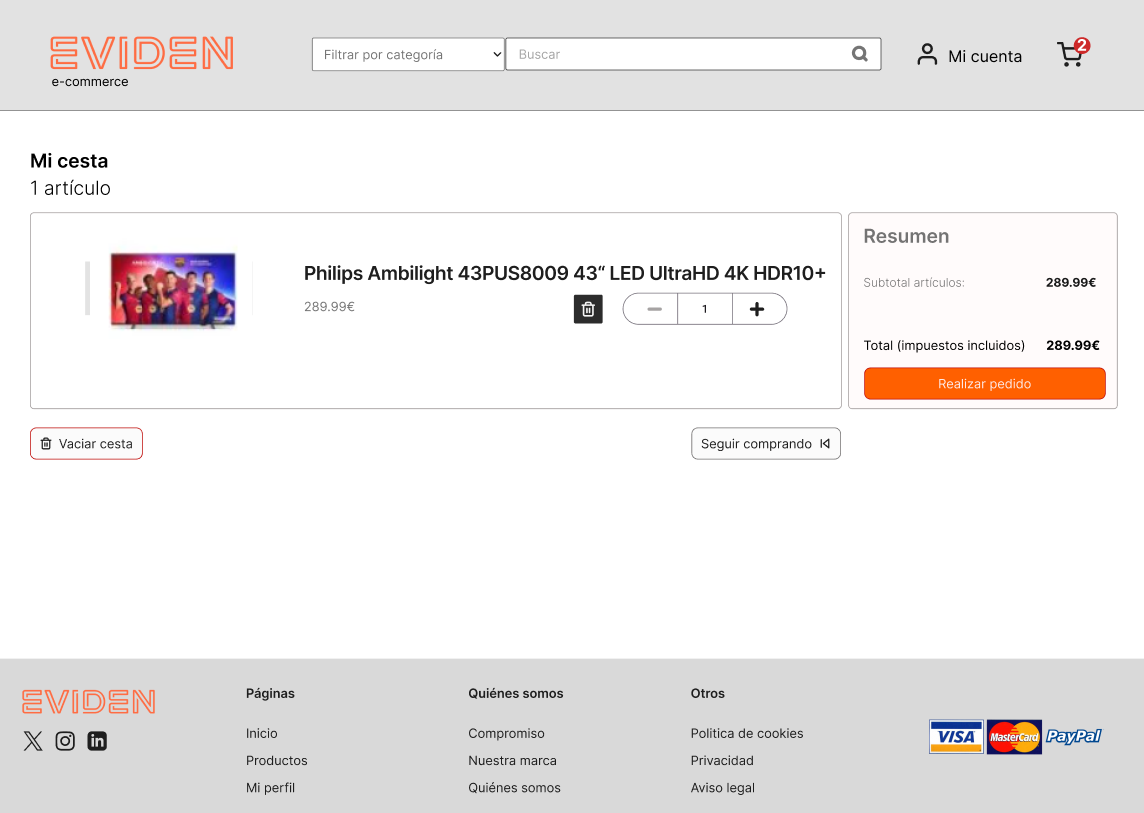 EVIDEN
e-commerce
Filtrar por categoría
Buscar
Mi cuenta
2
Mi cesta
1 artículo
Philips Ambilight 43PUS8009 43“ LED UltraHD 4K HDR10+
289.99€
1
Resumen
Subtotal artículos: 289.99€
Total (impuestos incluidos) 289.99€
Realizar pedido
Vaciar cesta
Seguir comprando
EVIDEN
Páginas
Inicio
Productos
Mi perfil
Quiénes somos
Compromiso
Nuestra marca
Quiénes somos
Otros
Politica de cookies
Privacidad
Aviso legal
VISA
MasterCard
PayPal